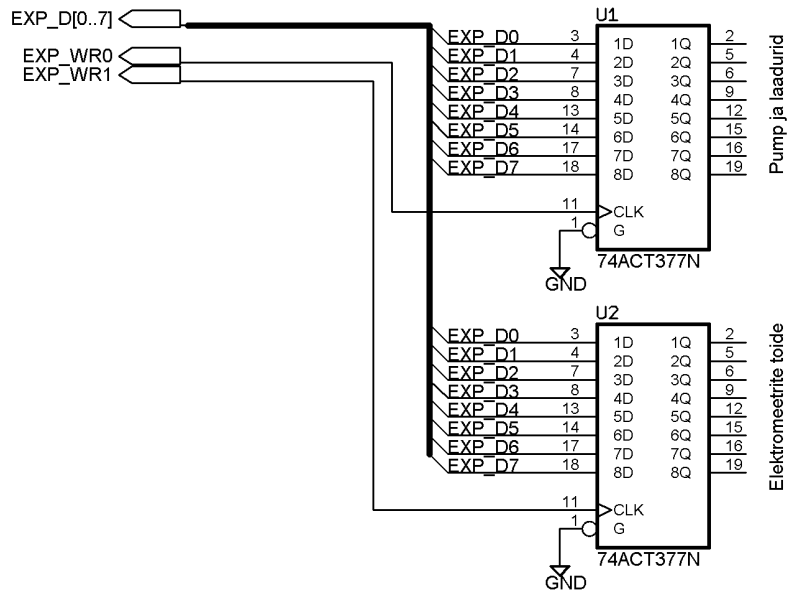 EXP_D[0..7]
EXP_WR0
EXP_WR1
U1
EXP_D0 3 1D 1Q 2
EXP_D1 4 2D 2Q 5
EXP_D2 7 3D 3Q 6
EXP_D3 8 4D 4Q 9
EXP_D4 13 5D 5Q 12
EXP_D5 14 6D 6Q 15
EXP_D6 17 7D 7Q 16
EXP_D7 18 8D 8Q 19
11 CLK
1 G
74ACT377N
GND
Pump ja laadurid
U2
EXP_D0 3 1D 1Q 2
EXP_D1 4 2D 2Q 5
EXP_D2 7 3D 3Q 6
EXP_D3 8 4D 4Q 9
EXP_D4 13 5D 5Q 12
EXP_D5 14 6D 6Q 15
EXP_D6 17 7D 7Q 16
EXP_D7 18 8D 8Q 19
11 CLK
1 G
74ACT377N
GND
Elektromeetrite toide